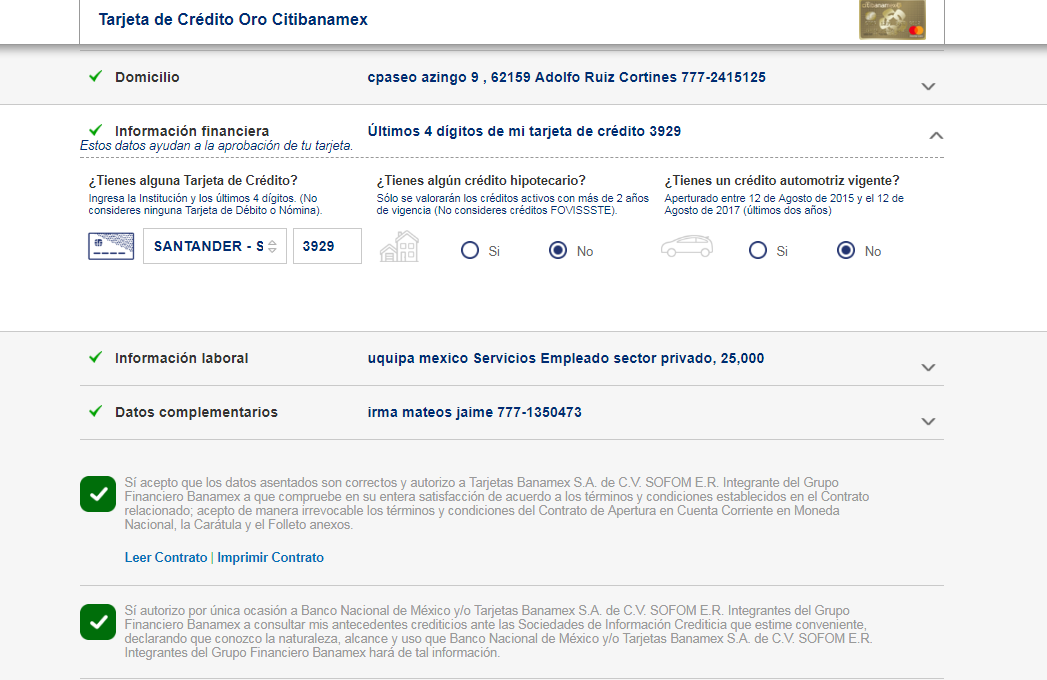 Tarjeta de Crédito Oro Citibanamex
Domicilio
cpaseo azingo 9 , 62159 Adolfo Ruiz Cortines 777-2415125
Información financiera
Últimos 4 dígitos de mi tarjeta de crédito 3929
Estos datos ayudan a la aprobación de tu tarjeta.
¿Tienes alguna Tarjeta de Crédito?
Ingresa la Institución y los últimos 4 dígitos. (No
consideres ninguna Tarjeta de Débito o Nómina).
SANTANDER - S
3929
¿Tienes algún crédito hipotecario?
Sólo se valorarán los créditos activos con más de 2 años
de vigencia (No consideres créditos FOVISSSTE).
Si
No
¿Tienes un crédito automotriz vigente?
Aperturado entre 12 de Agosto de 2015 y el 12 de
Agosto de 2017 (últimos dos años)
Si
No
Información laboral
uquipa mexico Servicios Empleado sector privado, 25,000
Datos complementarios
irma mateos jaime 777-1350473
Sí acepto que los datos asentados son correctos y autorizo a Tarjetas Banamex S.A. de C.V. SOFOM E.R. Integrante del Grupo
Financiero Banamex a que compruebe en su entera satisfacción de acuerdo a los términos y condiciones establecidos en el Contrato
relacionado; acepto de manera irrevocable los términos y condiciones del Contrato de Apertura en Cuenta Corriente en Moneda
Nacional, la Carátula y el Folleto anexos.
Leer Contrato | Imprimir Contrato
Sí autorizo por única ocasión a Banco Nacional de México y/o Tarjetas Banamex S.A. de C.V. SOFOM E.R. Integrantes del Grupo
Financiero Banamex a consultar mis antecedentes crediticios ante las Sociedades de Información Crediticia que estime conveniente,
declarando que conozco la naturaleza, alcance y uso que Banco Nacional de México y/o Tarjetas Banamex S.A. de C.V. SOFOM E.R.
Integrantes del Grupo Financiero Banamex hará de tal información.